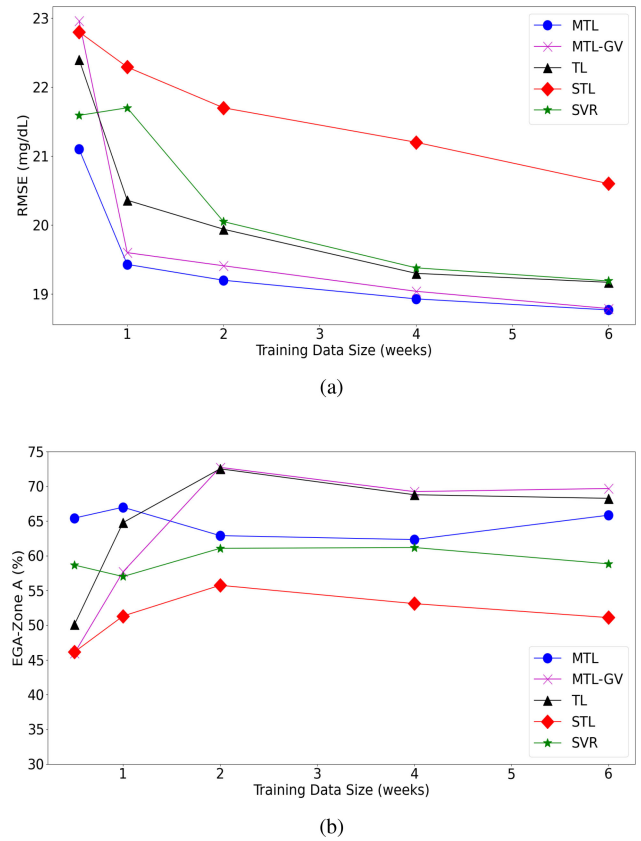 23
22
21
20
19
RMSE (mg/dL)
MTL
MTL-GV
TL
STL
SVR
1 2 3 4 5 6
Training Data Size (weeks)
(a)
75
70
65
60
55
50
45
40
35
30
EGA-Zone A (%)
MTL
MTL-GV
TL
STL
SVR
1 2 3 4 5 6
Training Data Size (weeks)
(b)